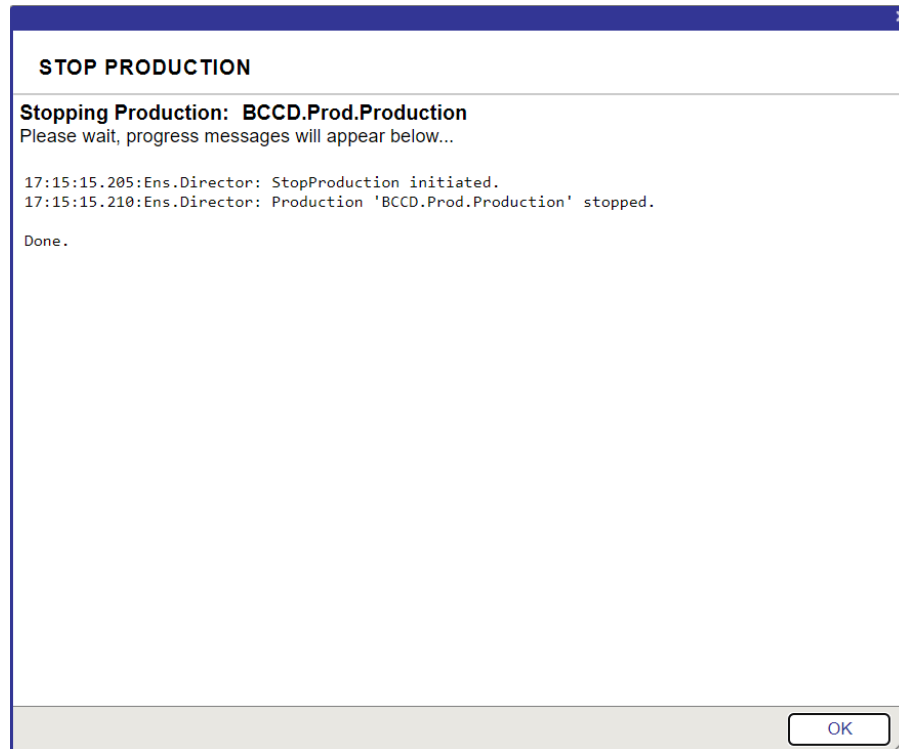 STOP PRODUCTION
Stopping Production: BCCD.Prod.Production
Please wait, progress messages will appear below...
17:15:15.205:Ens.Director: StopProduction initiated.
17:15:15.210:Ens.Director: Production 'BCCD.Prod.Production' stopped.
Done.
OK